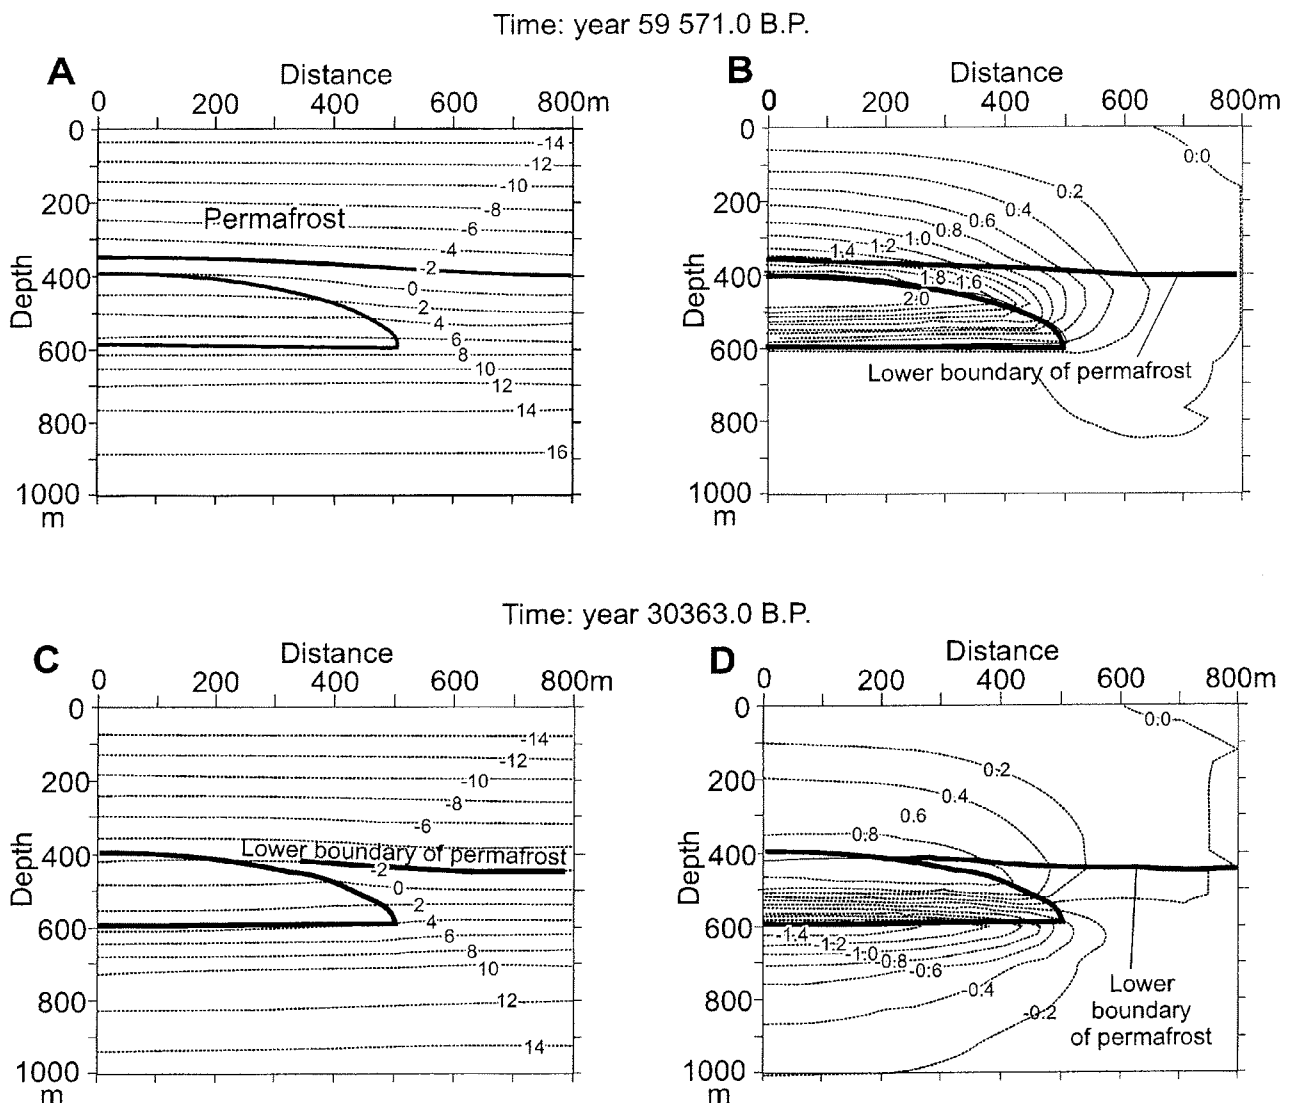 Time: year 59 571.0 B.P.
A
Distance
0 200 400 600 800m
Depth
0
200
400
600
800
1000
m
-14
-12
-10
-8
Permafrost
-6
-4
-2
0
2
4
6
8
10
12
14
16
B
Distance
0 200 400 600 800m
Depth
0
200
400
600
800
1000
m
0.0
0.2
0.4
0.6
0.8
1.0
1.2
1.4
1.8 1.6
2.0
Lower boundary of permafrost
Time: year 30363.0 B.P.
C
Distance
0 200 400 600 800m
Depth
0
200
400
600
800
1000
m
-14
-12
-10
-8
-6
Lower boundary of permafrost
-2
0
2
4
6
8
10
12
14
D
Distance
0 200 400 600 800m
Depth
0
200
400
600
800
1000
m
0.0
0.2
0.4
0.6
0.8
-1.4
-1.2
-1.0
-0.8
-0.6
-0.4
-0.2
Lower
boundary
of permafrost